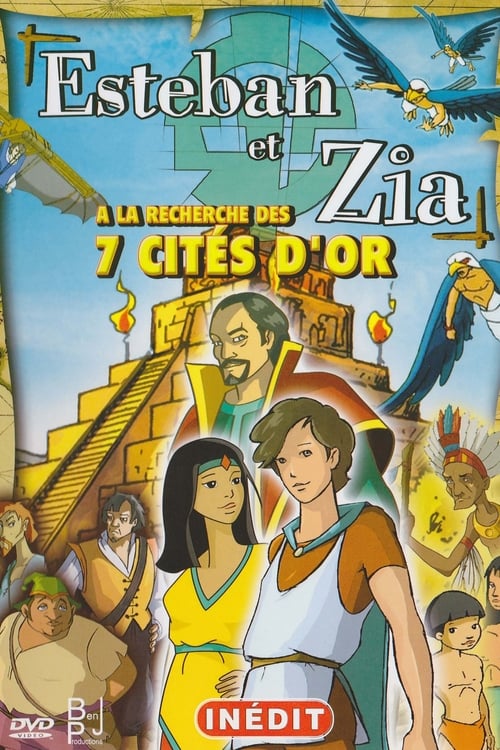 Esteban
et
Zia
A LA RECHERCHE DES
7 CITÉS D'OR
DVD
VIDEO
B en J
Productions
INÉDIT